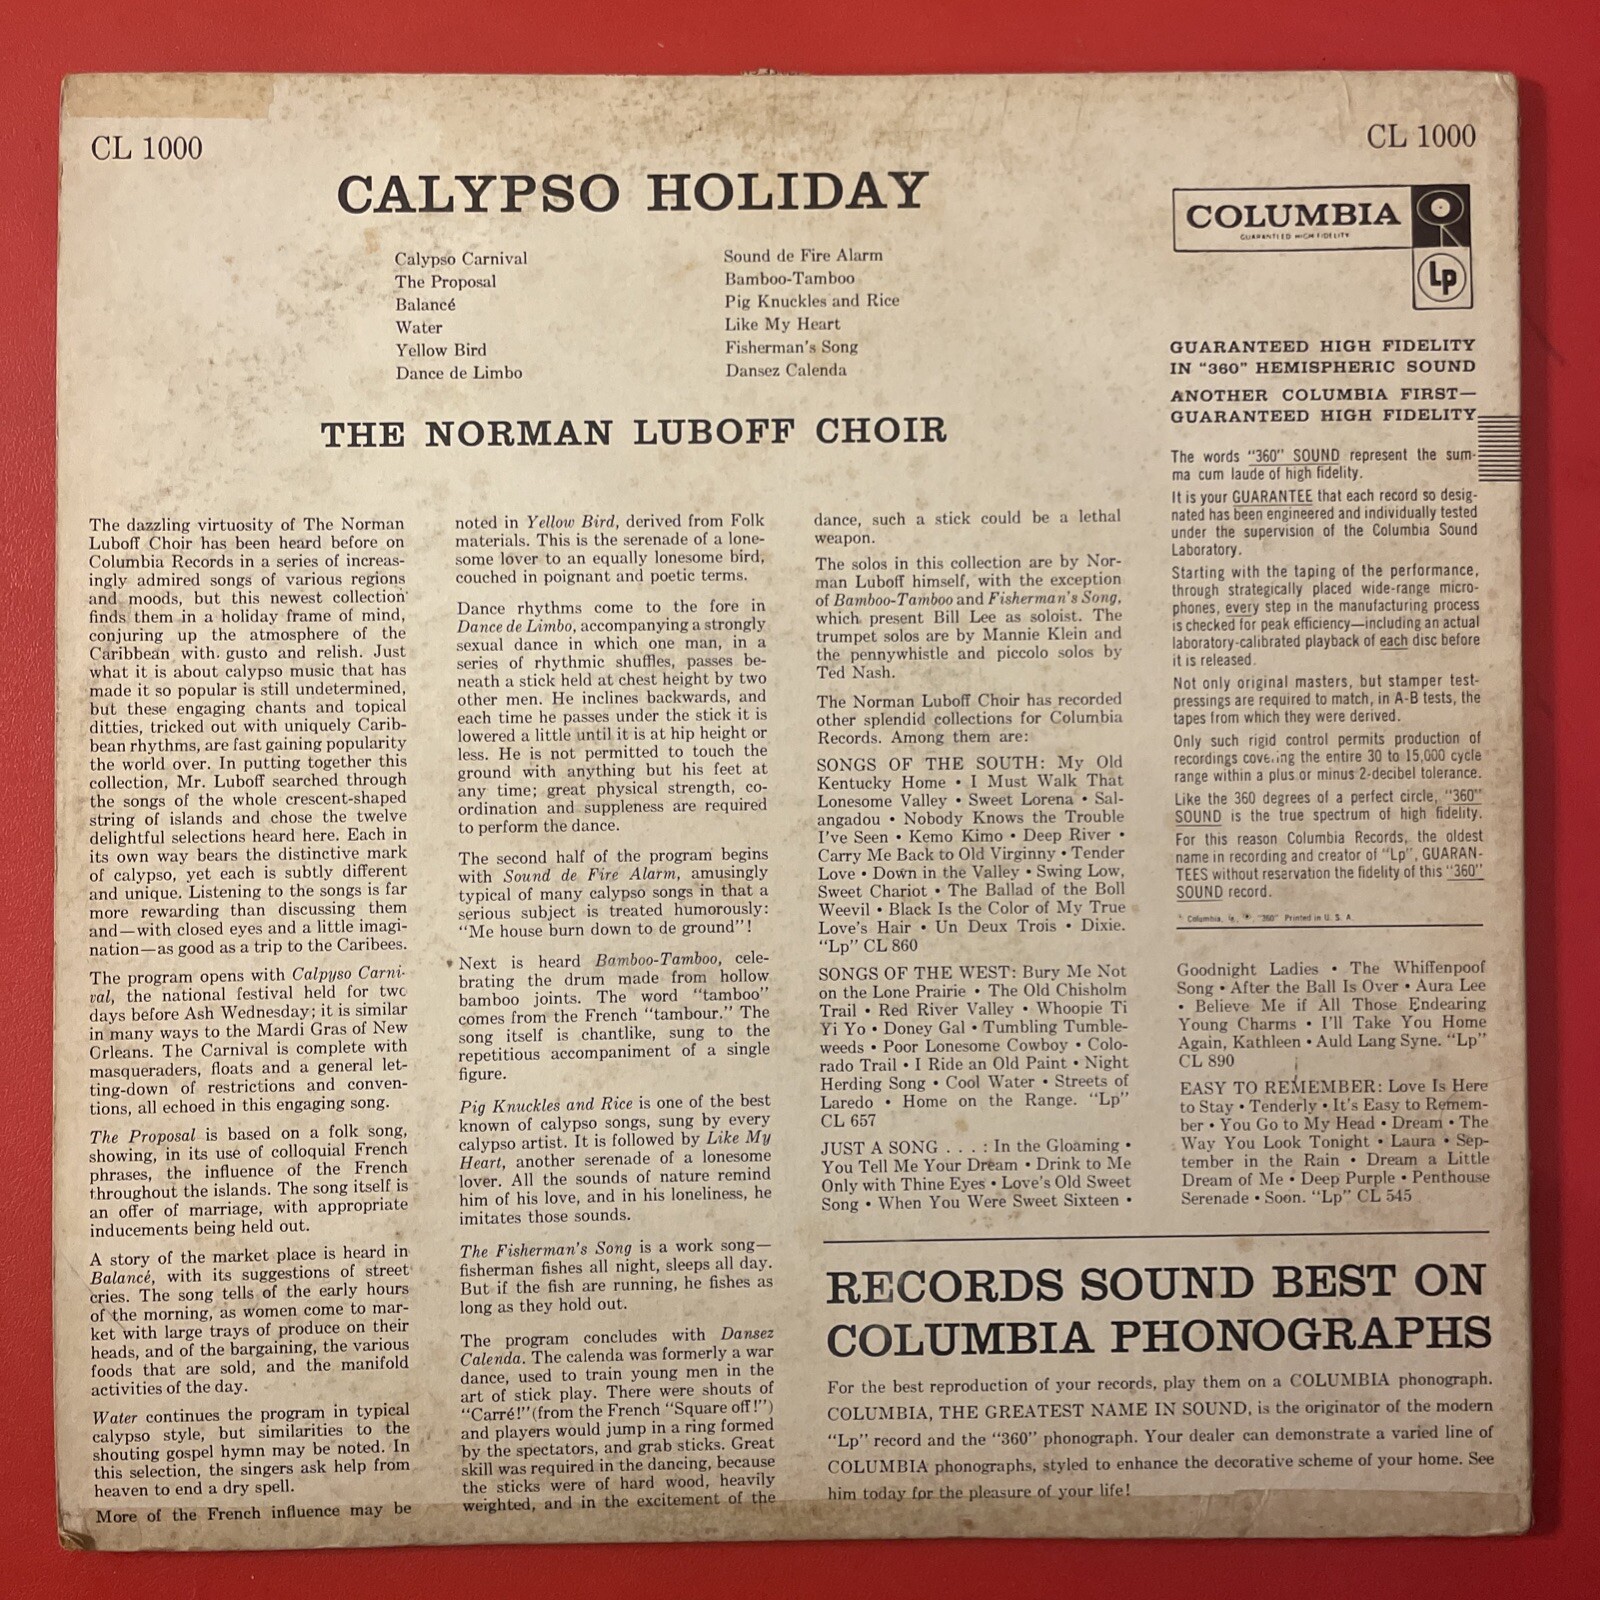 CL 1000
CL 1000
CALYPSO HOLIDAY
Calypso Carnival
The Proposal
Balancé
Water
Yellow Bird
Dance de Limbo
Sound de Fire Alarm
Bamboo-Tamboo
Pig Knuckles and Rice
Like My Heart
Fisherman's Song
Dansez Calenda
THE NORMAN LUBOFF CHOIR
COLUMBIA
GUARANTEED HIGH FIDELITY
Lp
GUARANTEED HIGH FIDELITY
IN "360" HEMISPHERIC SOUND
ANOTHER COLUMBIA FIRST—
GUARANTEED HIGH FIDELITY
The words "360" SOUND represent the sum-
ma cum laude of high fidelity.
It is your GUARANTEE that each record so desig-
nated has been engineered and individually tested
under the supervision of the Columbia Sound
Laboratory.
Starting with the taping of the performance,
through strategically placed wide-range micro-
phones, every step in the manufacturing process
is checked for peak efficiency—including an actual
laboratory-calibrated playback of each disc before
it is released.
Not only original masters, but stamper test-
pressings are required to match, in A-B tests, the
tapes from which they were derived.
Only such rigid control permits production of
recordings covering the entire 30 to 15,000 cycle
range within a plus or minus 2-decibel tolerance.
Like the 360 degrees of a perfect circle, "360"
SOUND is the true spectrum of high fidelity.
For this reason Columbia Records, the oldest
name in recording and creator of "Lp", GUARAN-
TEES without reservation the fidelity of this "360"
SOUND record.
Columbia, "360" Printed in U. S. A.
The dazzling virtuosity of The Norman
Luboff Choir has been heard before on
Columbia Records in a series of increas-
ingly admired songs of various regions
and moods, but this newest collection
finds them in a holiday frame of mind,
conjuring up the atmosphere of the
Caribbean with gusto and relish. Just
what it is about calypso music that has
made it so popular is still undetermined,
but these engaging chants and topical
ditties, tricked out with uniquely Carib-
bean rhythms, are fast gaining popularity
the world over. In putting together this
collection, Mr. Luboff searched through
the songs of the whole crescent-shaped
string of islands and chose the twelve
delightful selections heard here. Each in
its own way bears the distinctive mark
of calypso, yet each is subtly different
and unique. Listening to the songs is far
more rewarding than discussing them
and—with closed eyes and a little imagi-
nation—as good as a trip to the Caribees.
The program opens with Calpyso Carni-
val, the national festival held for two
days before Ash Wednesday; it is similar
in many ways to the Mardi Gras of New
Orleans. The Carnival is complete with
masqueraders, floats and a general let-
ting-down of restrictions and conven-
tions, all echoed in this engaging song.
The Proposal is based on a folk song,
showing, in its use of colloquial French
phrases, the influence of the French
throughout the islands. The song itself is
an offer of marriage, with appropriate
inducements being held out.
A story of the market place is heard in
Balancé, with its suggestions of street
cries. The song tells of the early hours
of the morning, as women come to mar-
ket with large trays of produce on their
heads, and of the bargaining, the various
foods that are sold, and the manifold
activities of the day.
Water continues the program in typical
calypso style, but similarities to the
shouting gospel hymn may be noted. In
this selection, the singers ask help from
heaven to end a dry spell.
More of the French influence may be
noted in Yellow Bird, derived from Folk
materials. This is the serenade of a lone-
some lover to an equally lonesome bird,
couched in poignant and poetic terms.
Dance rhythms come to the fore in
Dance de Limbo, accompanying a strongly
sexual dance in which one man, in a
series of rhythmic shuffles, passes be-
neath a stick held at chest height by two
other men. He inclines backwards, and
each time he passes under the stick it is
lowered a little until it is at hip height or
less. He is not permitted to touch the
ground with anything but his feet at
any time; great physical strength, co-
ordination and suppleness are required
to perform the dance.
The second half of the program begins
with Sound de Fire Alarm, amusingly
typical of many calypso songs in that a
serious subject is treated humorously:
"Me house burn down to de ground"!
Next is heard Bamboo-Tamboo, cele-
brating the drum made from hollow
bamboo joints. The word "tamboo"
comes from the French "tambour." The
song itself is chantlike, sung to the
repetitious accompaniment of a single
figure.
Pig Knuckles and Rice is one of the best
known of calypso songs, sung by every
calypso artist. It is followed by Like My
Heart, another serenade of a lonesome
lover. All the sounds of nature remind
him of his love, and in his loneliness, he
imitates those sounds.
The Fisherman's Song is a work song—
fisherman fishes all night, sleeps all day.
But if the fish are running, he fishes as
long as they hold out.
The program concludes with Dansez
Calenda. The calenda was formerly a war
dance, used to train young men in the
art of stick play. There were shouts of
"Carré!" (from the French "Square off!")
and players would jump in a ring formed
by the spectators, and grab sticks. Great
skill was required in the dancing, because
the sticks were of hard wood, heavily
weighted, and in the excitement of the
dance, such a stick could be a lethal
weapon.
The solos in this collection are by Nor-
man Luboff himself, with the exception
of Bamboo-Tamboo and Fisherman's Song,
which present Bill Lee as soloist. The
trumpet solos are by Mannie Klein and
the pennywhistle and piccolo solos by
Ted Nash.
The Norman Luboff Choir has recorded
other splendid collections for Columbia
Records. Among them are:
SONGS OF THE SOUTH: My Old
Kentucky Home • I Must Walk That
Lonesome Valley • Sweet Lorena • Sal-
angadou • Nobody Knows the Trouble
I've Seen • Kemo Kimo • Deep River •
Carry Me Back to Old Virginny • Tender
Love • Down in the Valley • Swing Low,
Sweet Chariot • The Ballad of the Boll
Weevil • Black Is the Color of My True
Love's Hair • Un Deux Trois • Dixie.
"Lp" CL 860
SONGS OF THE WEST: Bury Me Not
on the Lone Prairie • The Old Chisholm
Trail • Red River Valley • Whoopie Ti
Yi Yo • Doney Gal • Tumbling Tumble-
weeds • Poor Lonesome Cowboy • Colo-
rado Trail • I Ride an Old Paint • Night
Herding Song • Cool Water • Streets of
Laredo • Home on the Range. "Lp"
CL 657
JUST A SONG . . . : In the Gloaming •
You Tell Me Your Dream • Drink to Me
Only with Thine Eyes • Love's Old Sweet
Song • When You Were Sweet Sixteen •
Goodnight Ladies • The Whiffenpoof
Song • After the Ball Is Over • Aura Lee
• Believe Me if All Those Endearing
Young Charms • I'll Take You Home
Again, Kathleen • Auld Lang Syne. "Lp"
CL 890
EASY TO REMEMBER: Love Is Here
to Stay • Tenderly • It's Easy to Remem-
ber • You Go to My Head • Dream • The
Way You Look Tonight • Laura • Sep-
tember in the Rain • Dream a Little
Dream of Me • Deep Purple • Penthouse
Serenade • Soon. "Lp" CL 545
RECORDS SOUND BEST ON
COLUMBIA PHONOGRAPHS
For the best reproduction of your records, play them on a COLUMBIA phonograph.
COLUMBIA, THE GREATEST NAME IN SOUND, is the originator of the modern
"Lp" record and the "360" phonograph. Your dealer can demonstrate a varied line of
COLUMBIA phonographs, styled to enhance the decorative scheme of your home. See
him today for the pleasure of your life!